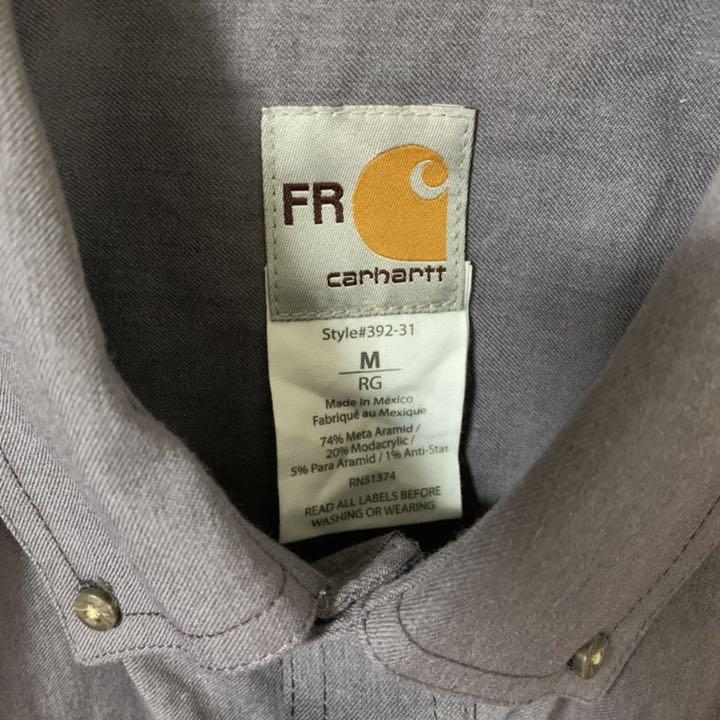 FR
carhartt
Style#392-31
M
RG
Made in México
Fabriqué au Mexique
74% Meta Aramid /
20% Modacrylic /
5% Para Aramid / 1% Anti-Stat
RN51374
READ ALL LABELS BEFORE
WASHING OR WEARING